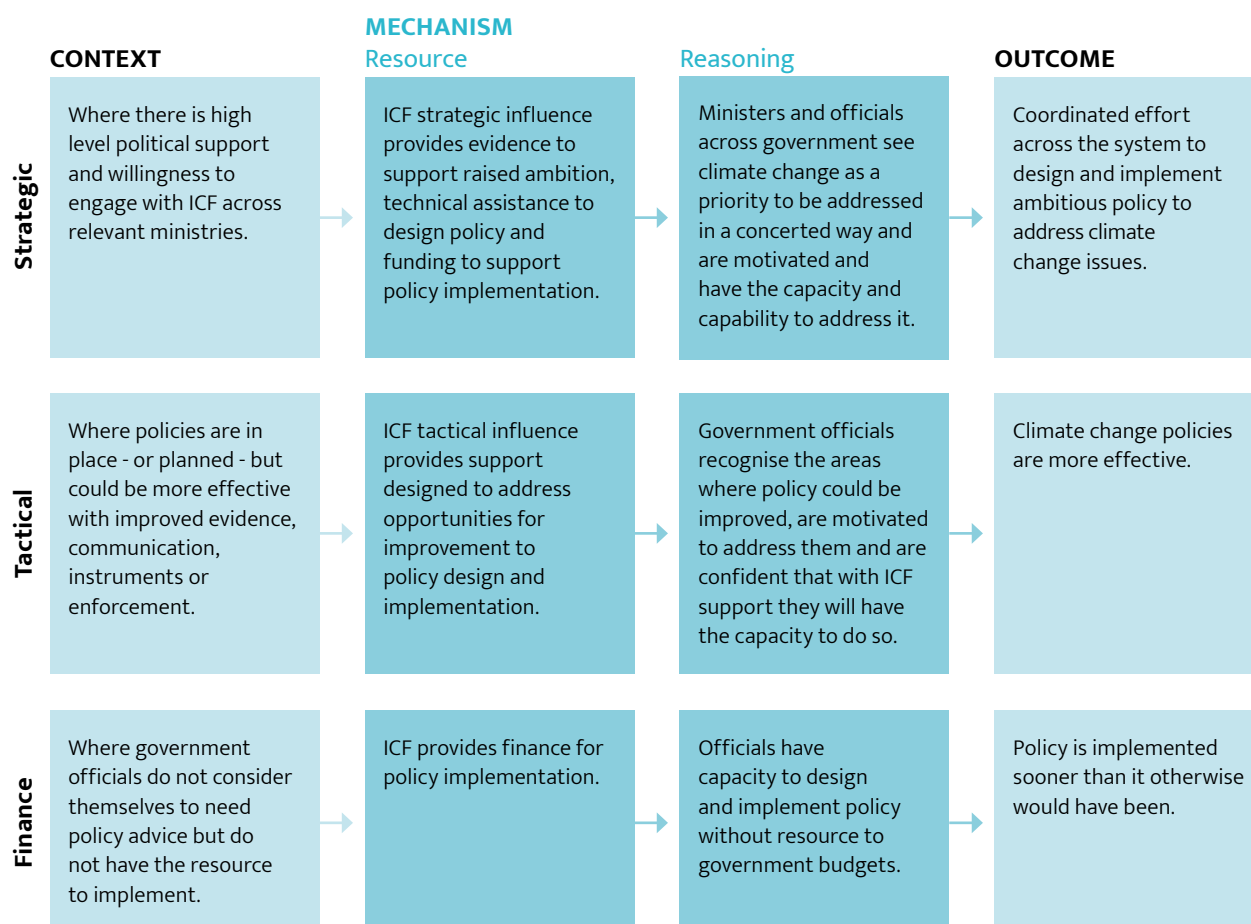 MECHANISM
CONTEXT
Resource
Reasoning
OUTCOME
Strategic
Where there is high
level political support
and willingness to
engage with ICF across
relevant ministries.
ICF strategic influence
provides evidence to
support raised ambition,
technical assistance to
design policy and
funding to support
policy implementation.
Ministers and officials
across government see
climate change as a
priority to be addressed
in a concerted way and
are motivated and
have the capacity and
capability to address it.
Coordinated effort
across the system to
design and implement
ambitious policy to
address climate
change issues.
Tactical
Where policies are in
place - or planned - but
could be more effective
with improved evidence,
communication,
instruments or
enforcement.
ICF tactical influence
provides support
designed to address
opportunities for
improvement to
policy design and
implementation.
Government officials
recognise the areas
where policy could be
improved, are motivated
to address them and are
confident that with ICF
support they will have
the capacity to do so.
Climate change policies
are more effective.
Finance
Where government
officials do not consider
themselves to need
policy advice but do
not have the resource
to implement.
ICF provides finance for
policy implementation.
Officials have
capacity to design
and implement policy
without resource to
government budgets.
Policy is implemented
sooner than it otherwise
would have been.